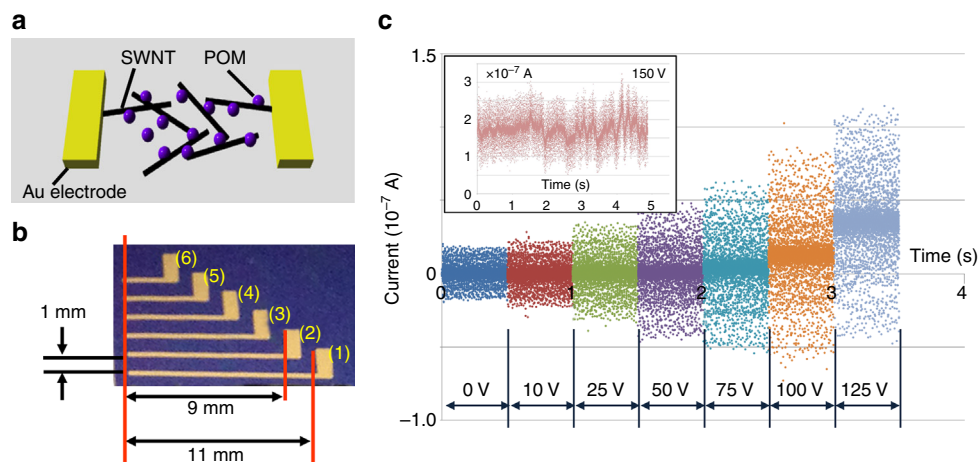 a
SWNT
POM
Au electrode
b
(6)
(5)
(4)
(3)
(2)
(1)
1 mm
9 mm
11 mm
c
1.5
0
−1.0
Current (10⁻⁷ A)
×10⁻⁷ A
150 V
3
2
1
0
Time (s)
0 1 2 3 4 5
Time (s)
0 1 2 3 4
0 V 10 V 25 V 50 V 75 V 100 V 125 V